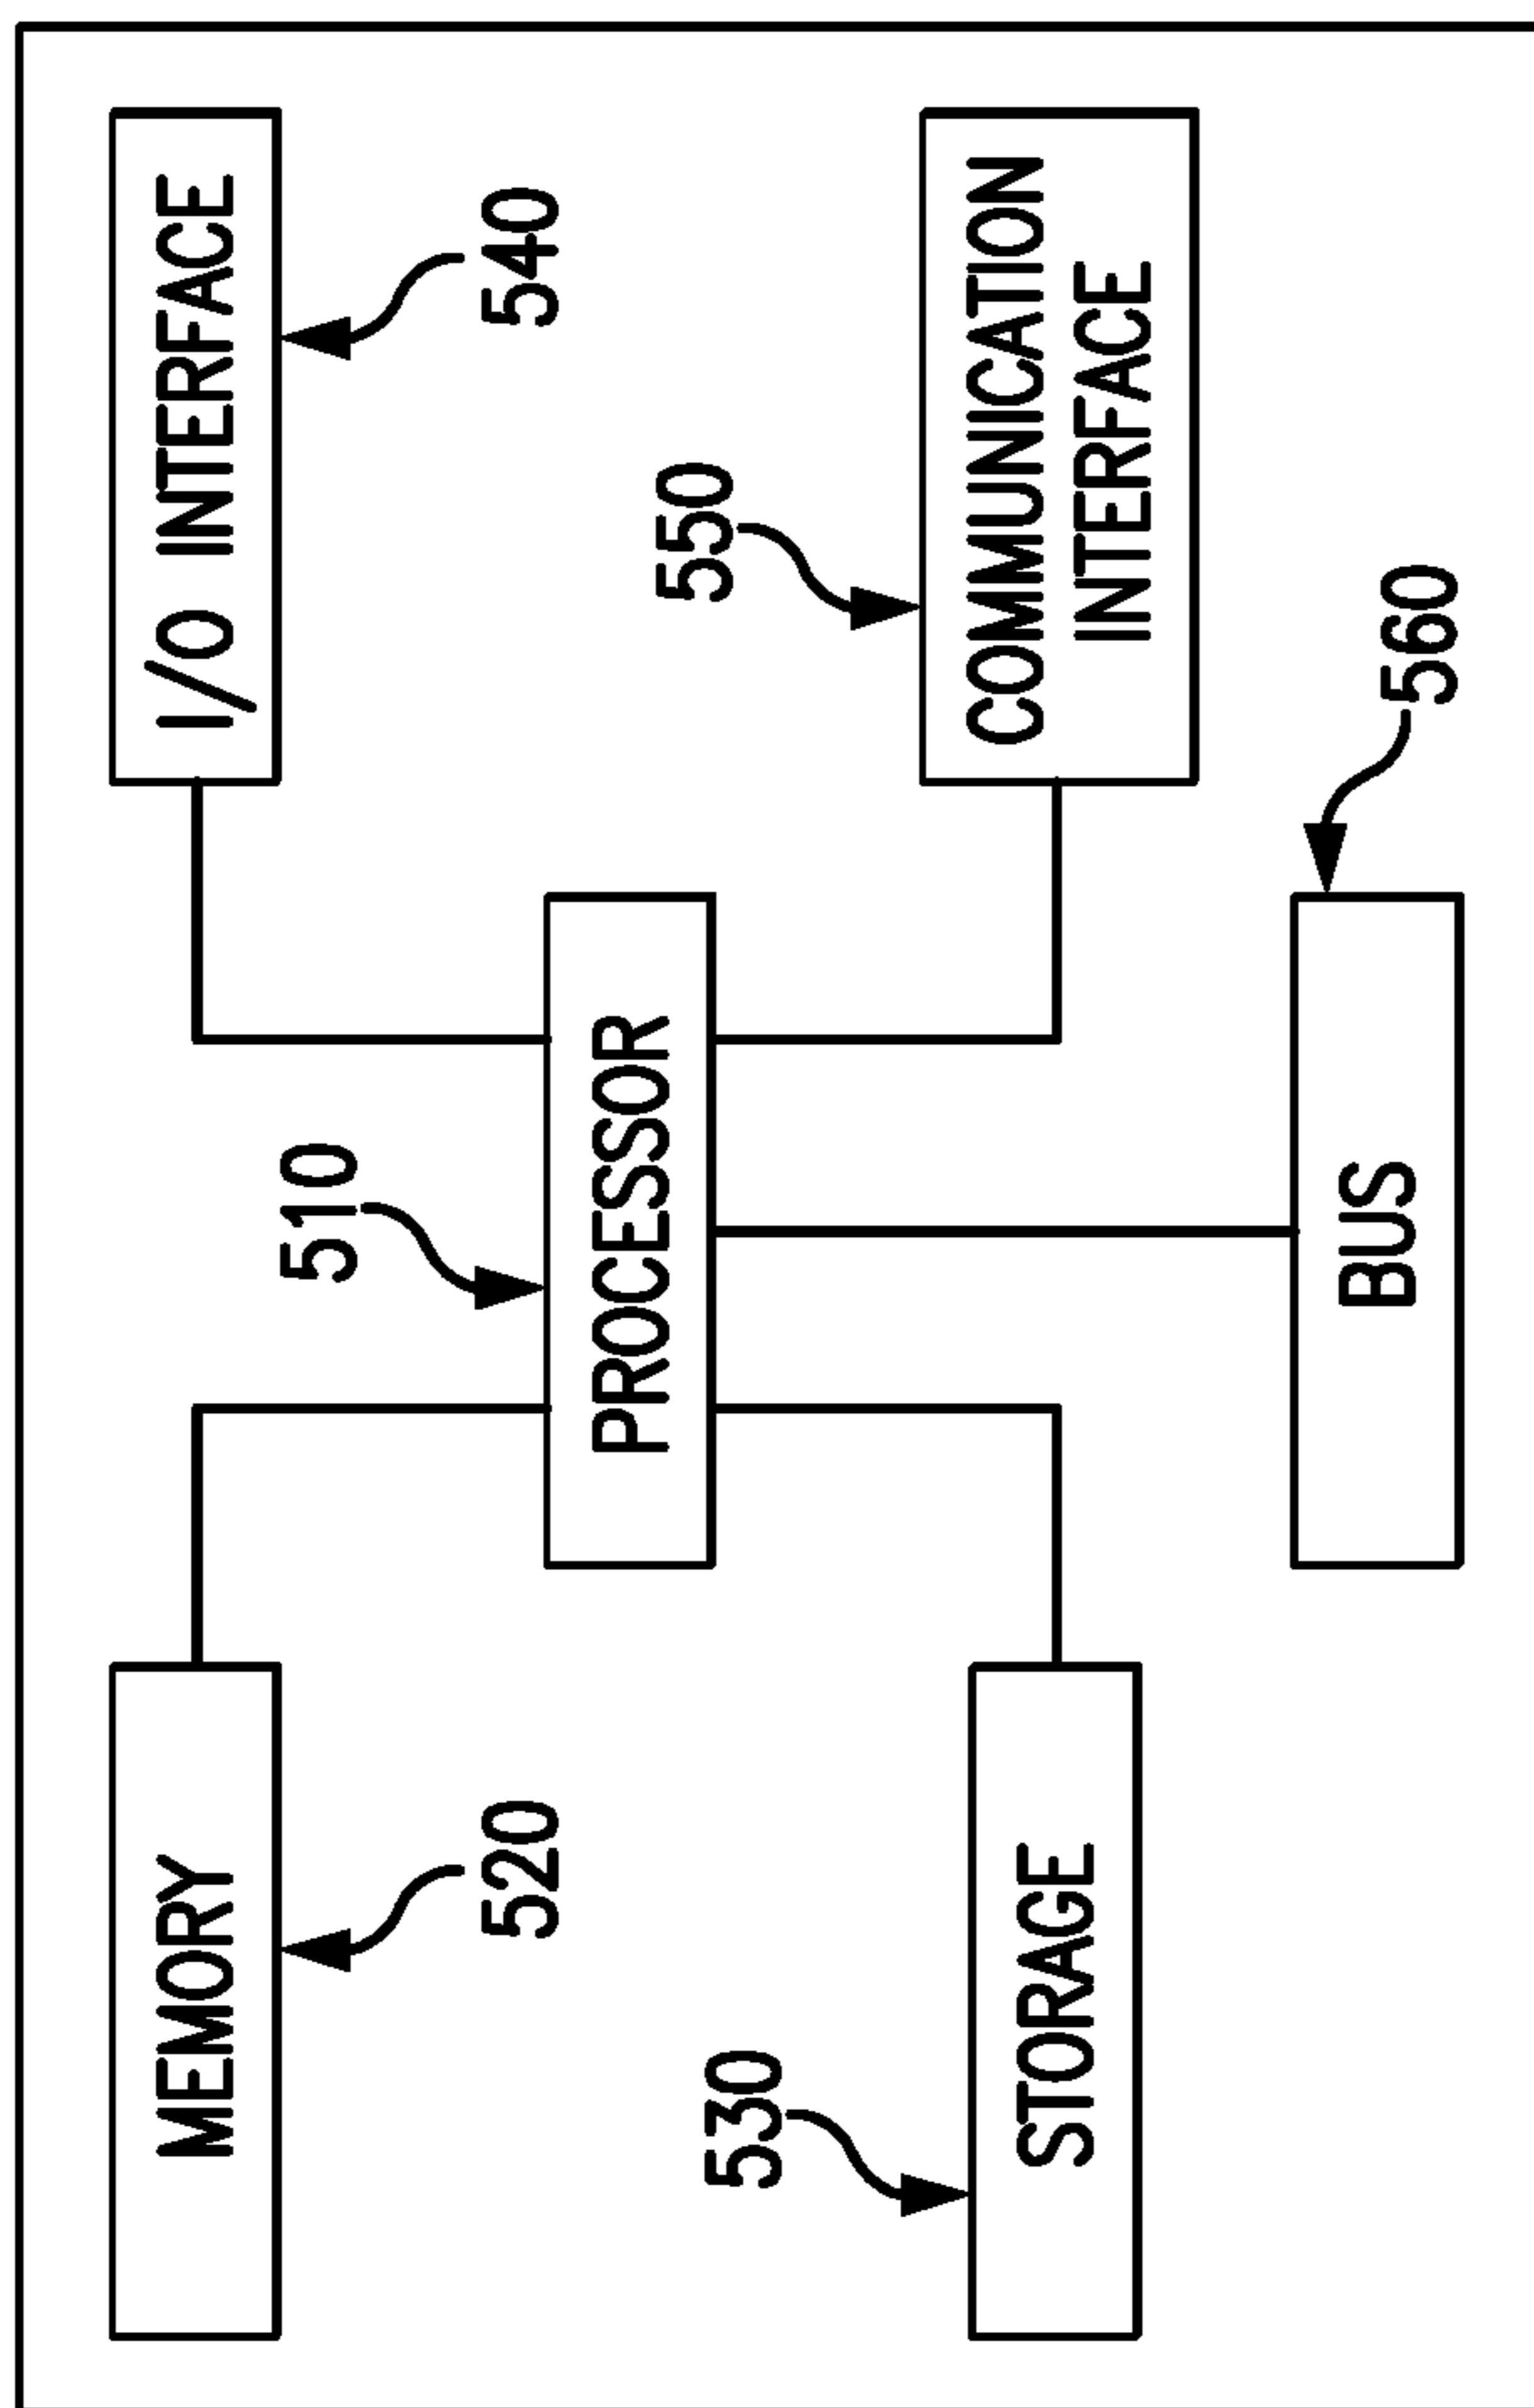 MEMORY
I/O INTERFACE
510
520
540
PROCESSOR
530
550
STORAGE
COMMUNICATION
INTERFACE
BUS
560